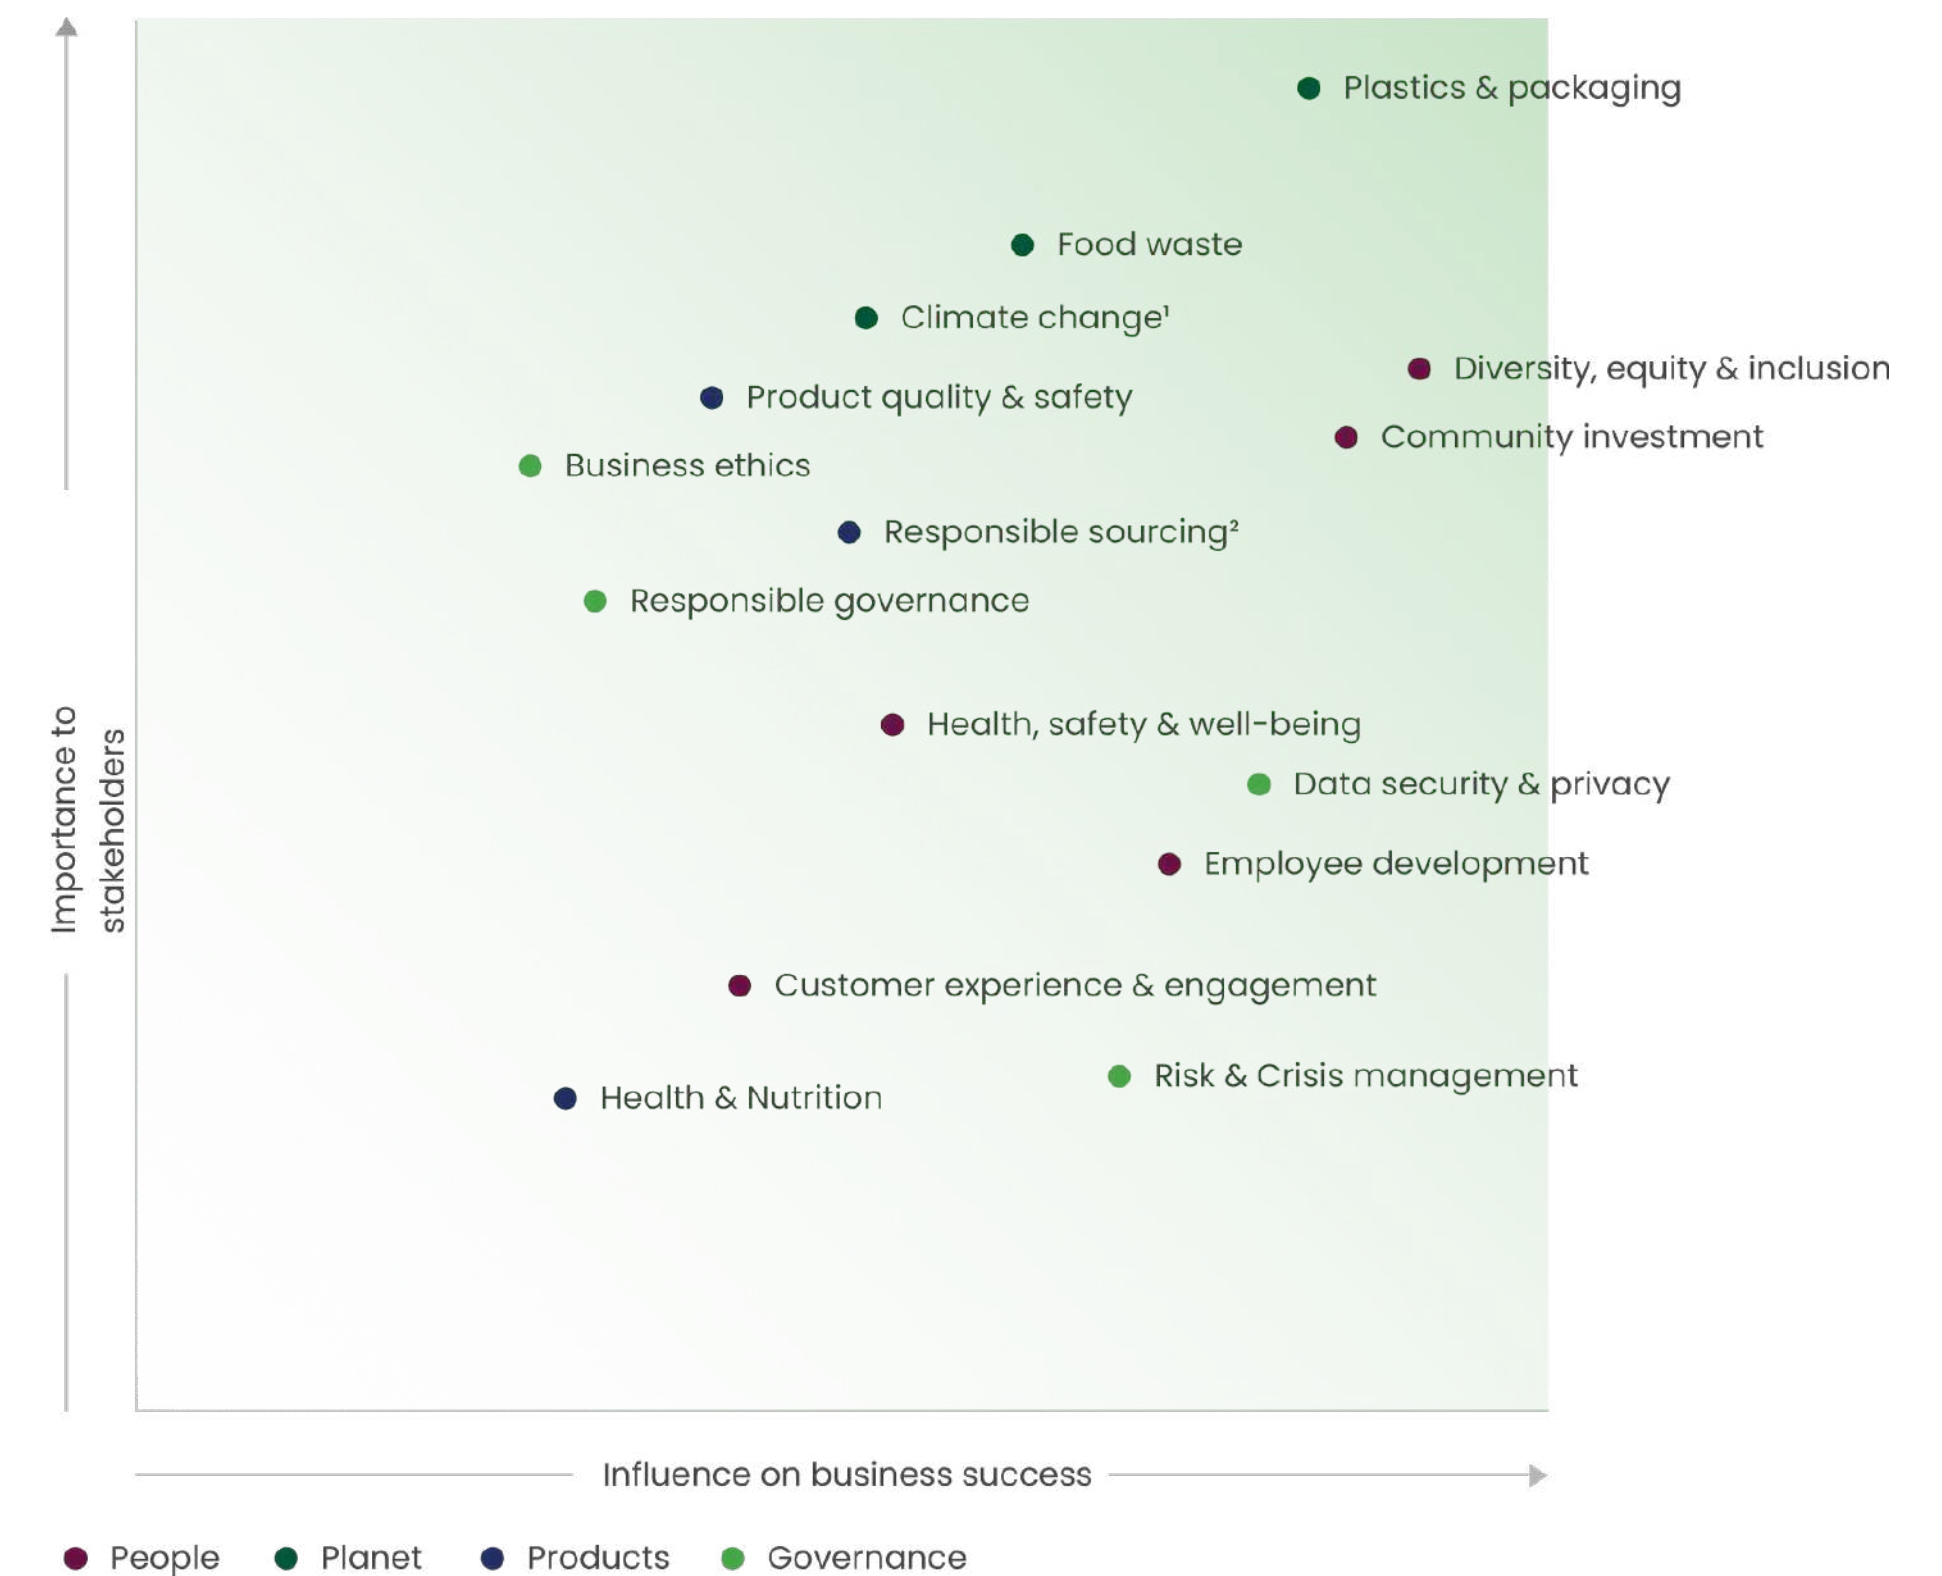 Plastics & packaging
Food waste
Climate change¹
Diversity, equity & inclusion
Product quality & safety
Community investment
Business ethics
Responsible sourcing²
Responsible governance
Health, safety & well-being
Data security & privacy
Employee development
Customer experience & engagement
Risk & Crisis management
Health & Nutrition
Importance to
stakeholders
Influence on business success
People
Planet
Products
Governance